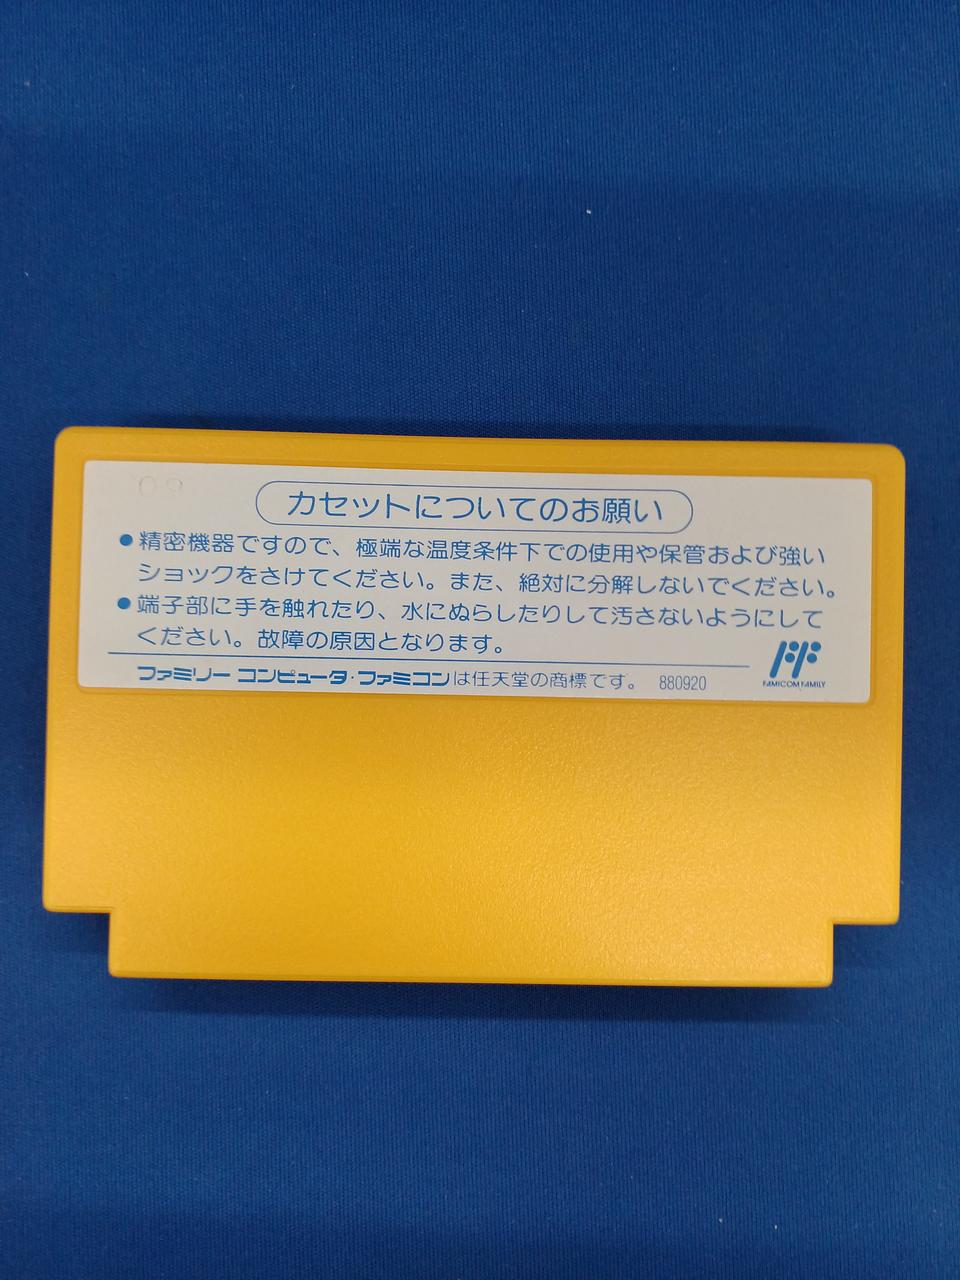 カセットについてのお願い
●精密機器ですので、極端な温度条件下での使用や保管および強い
ショックをさけてください。また、絶対に分解しないでください。
●端子部に手を触れたり、水にぬらしたりして汚さないようにして
ください。故障の原因となります。
ファミリー コンピュータ・ファミコンは任天堂の商標です。 880920
FAMICOM FAMILY